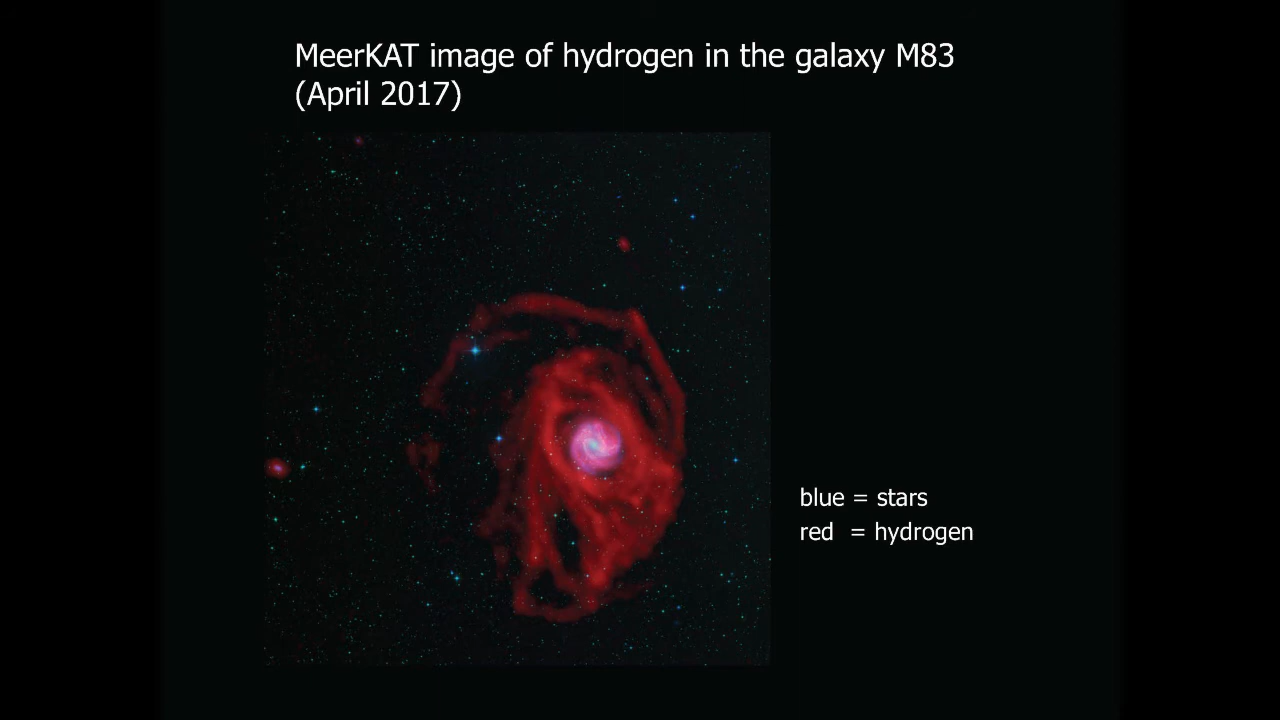 MeerKAT image of hydrogen in the galaxy M83
(April 2017)
blue = stars
red = hydrogen